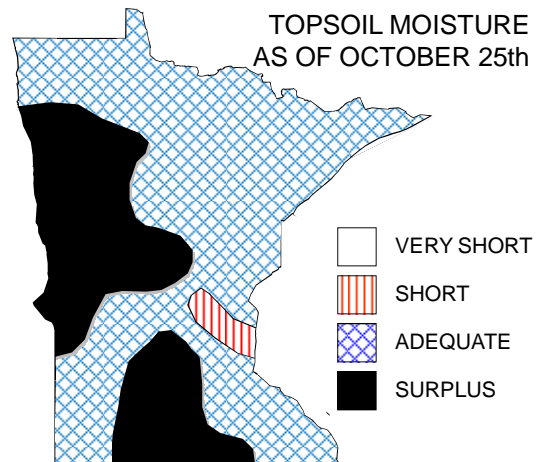 TOPSOIL MOISTURE
AS OF OCTOBER 25th
VERY SHORT
SHORT
ADEQUATE
SURPLUS